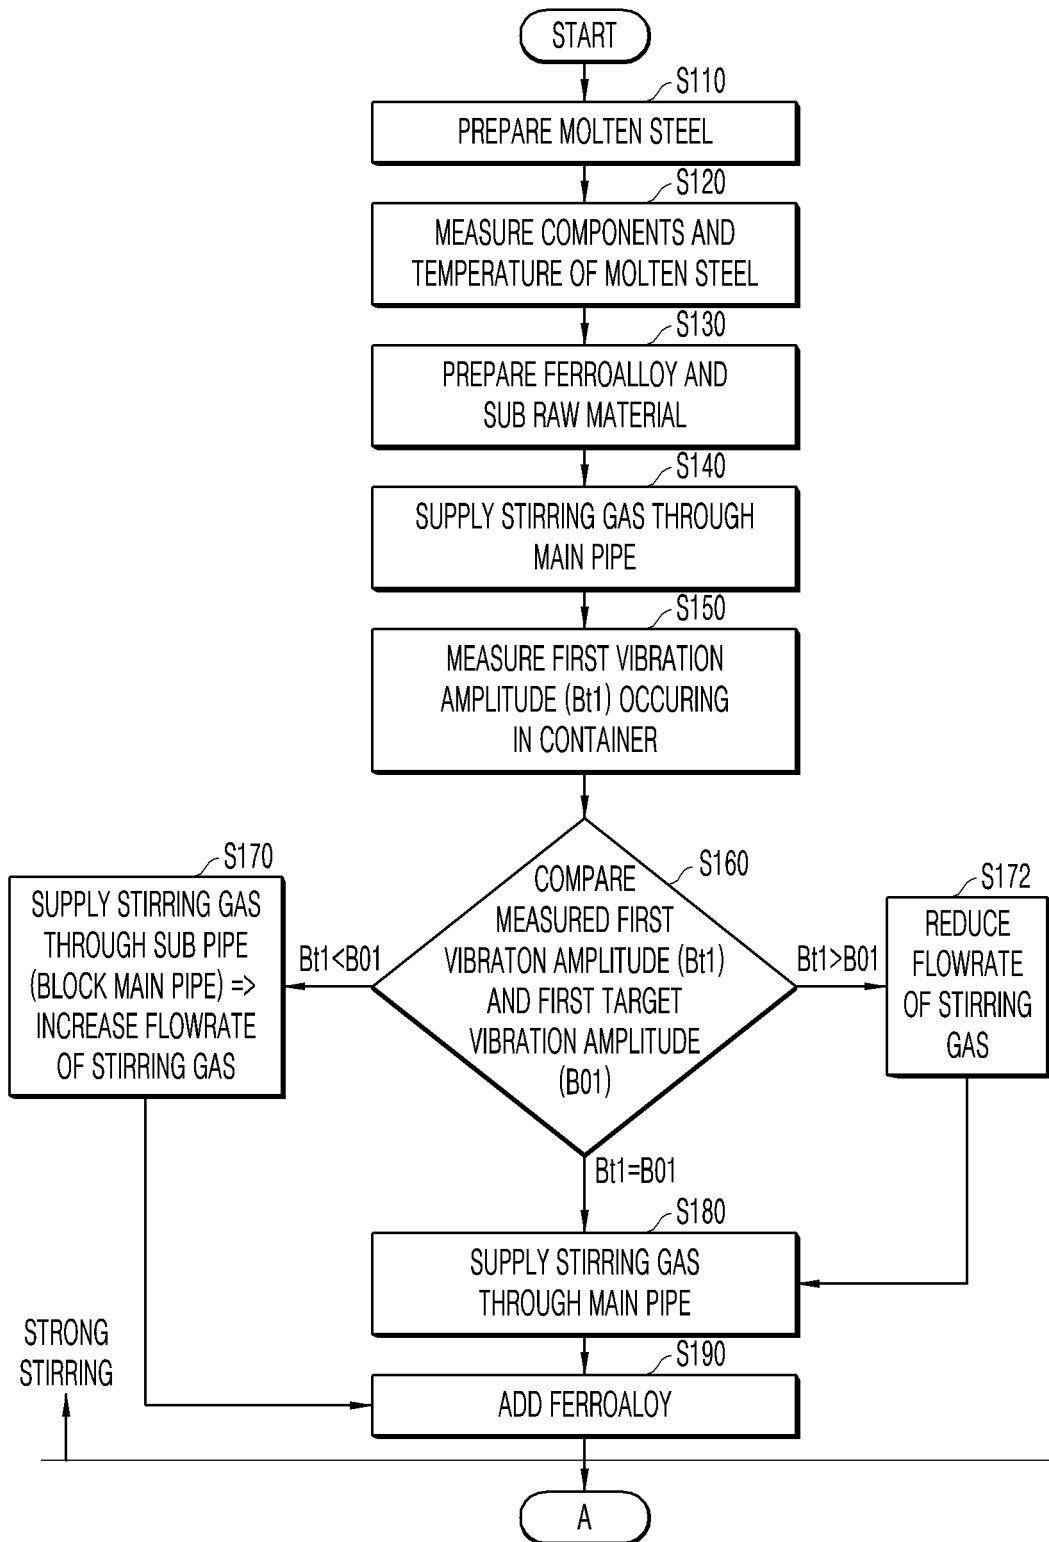 START
S110
PREPARE MOLTEN STEEL
S120
MEASURE COMPONENTS AND
TEMPERATURE OF MOLTEN STEEL
S130
PREPARE FERROALLOY AND
SUB RAW MATERIAL
S140
SUPPLY STIRRING GAS THROUGH
MAIN PIPE
S150
MEASURE FIRST VIBRATION
AMPLITUDE (Bt1) OCCURING
IN CONTAINER
S160
COMPARE
MEASURED FIRST
VIBRATON AMPLITUDE (Bt1)
AND FIRST TARGET
VIBRATION AMPLITUDE
(B01)
Bt1<B01
S170
SUPPLY STIRRING GAS
THROUGH SUB PIPE
(BLOCK MAIN PIPE) =>
INCREASE FLOWRATE
OF STIRRING GAS
Bt1>B01
S172
REDUCE
FLOWRATE
OF STIRRING
GAS
Bt1=B01
S180
SUPPLY STIRRING GAS
THROUGH MAIN PIPE
S190
ADD FERROALOY
STRONG
STIRRING
A